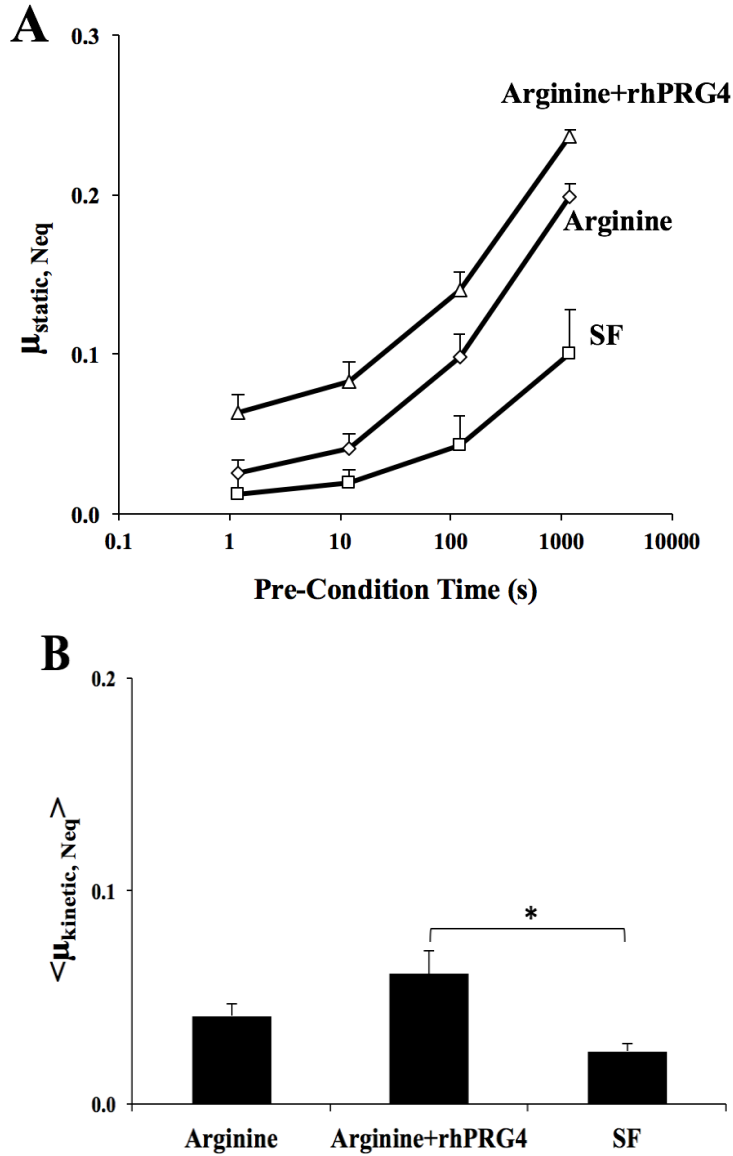 A
0.3
Arginine+rhPRG4
0.2
Arginine
μstatic, Neq
SF
0.1
0.0
0.1 1 10 100 1000 10000
Pre-Condition Time (s)
B
0.2
<μkinetic, Neq>
0.1
*
0.0
Arginine Arginine+rhPRG4 SF